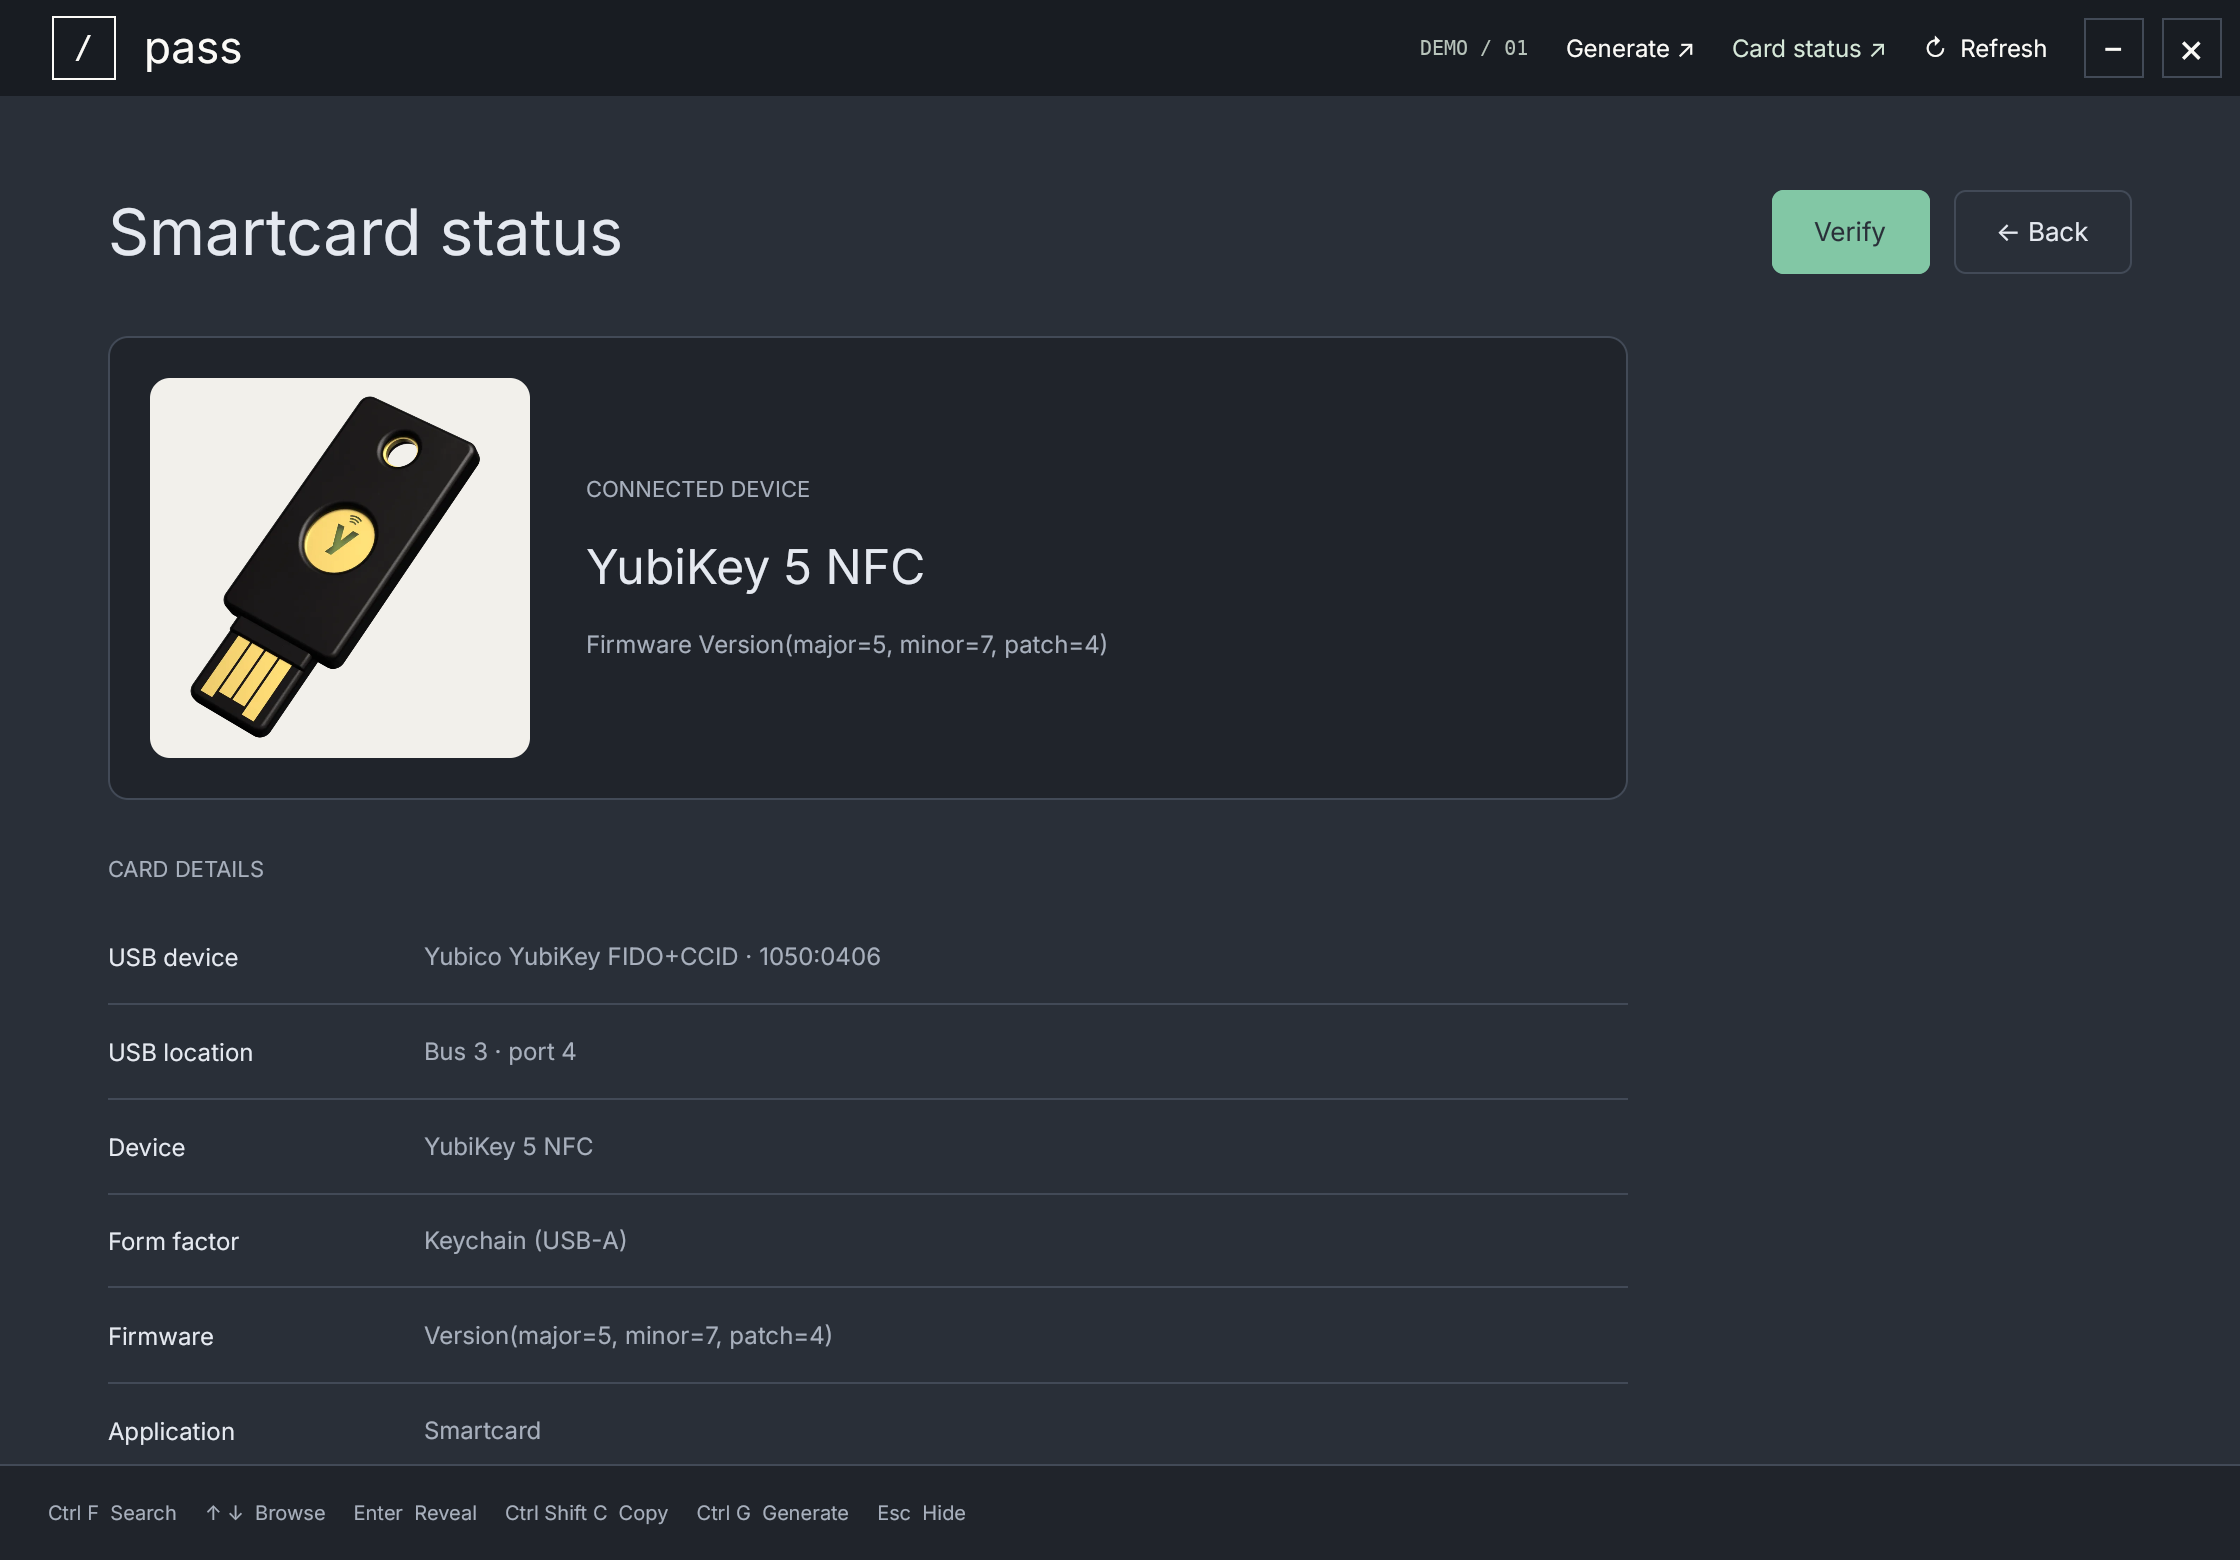 / pass
DEMO / 01 Generate ↗ Card status ↗ ↻ Refresh − ×
Smartcard status
Verify ← Back
y
CONNECTED DEVICE
YubiKey 5 NFC
Firmware Version(major=5, minor=7, patch=4)
CARD DETAILS
USB device Yubico YubiKey FIDO+CCID · 1050:0406
USB location Bus 3 · port 4
Device YubiKey 5 NFC
Form factor Keychain (USB-A)
Firmware Version(major=5, minor=7, patch=4)
Application Smartcard
Ctrl F Search ↑ ↓ Browse Enter Reveal Ctrl Shift C Copy Ctrl G Generate Esc Hide